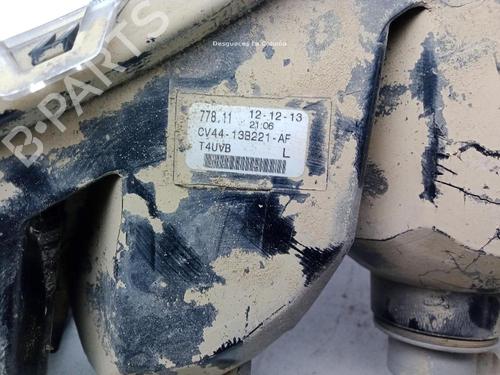 Desguaces La Coruña
B-PARTS
778.11 12-12-13
21:06
CV44-13B221-AF
T4UVB L